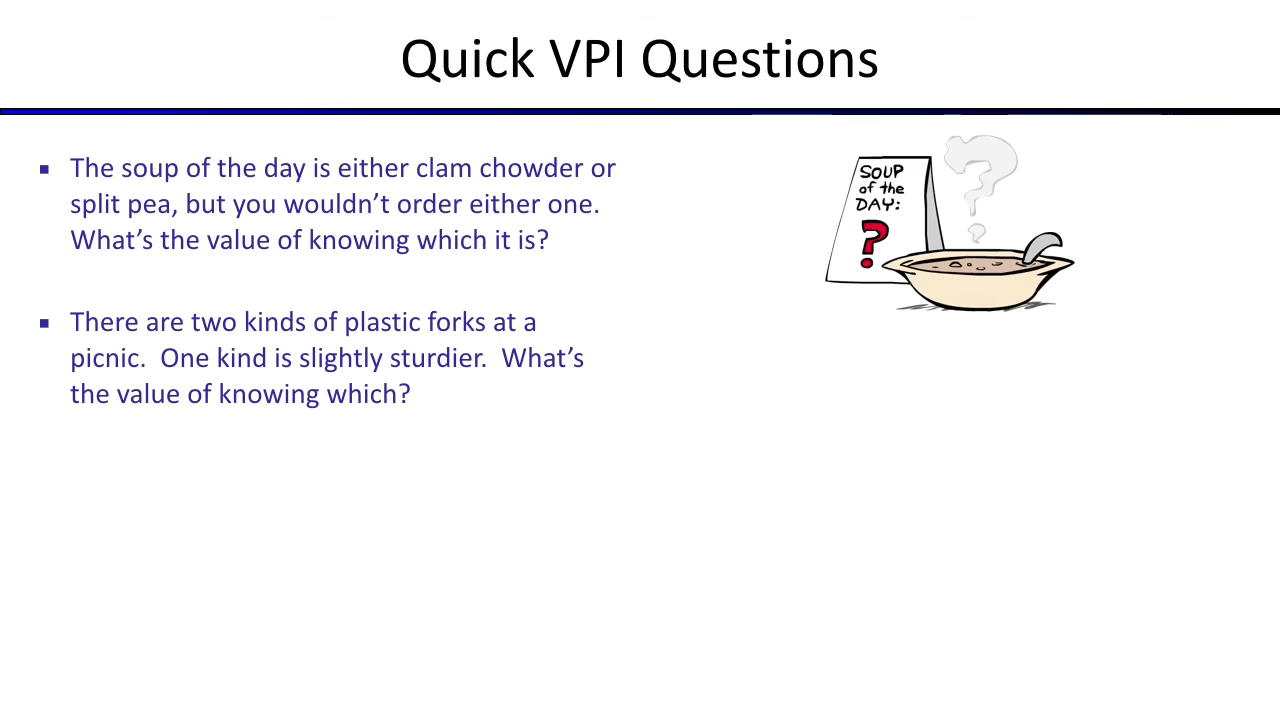 Quick VPI Questions
The soup of the day is either clam chowder or
split pea, but you wouldn’t order either one.
What’s the value of knowing which it is?
There are two kinds of plastic forks at a
picnic.  One kind is slightly sturdier.  What’s
the value of knowing which?
SOUP
of the
DAY:
?